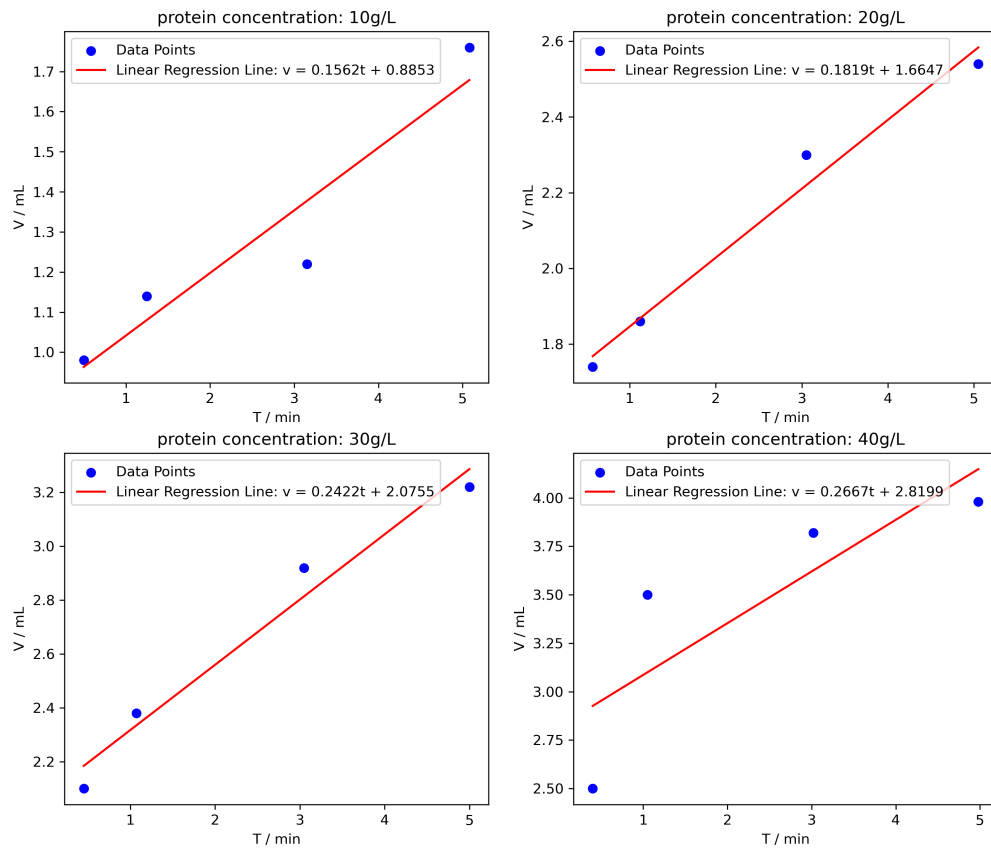 protein concentration: 10g/L
Data Points
Linear Regression Line: v = 0.1562t + 0.8853
1.7
1.6
1.5
1.4
1.3
1.2
1.1
1.0
V / mL
1 2 3 4 5
T / min
protein concentration: 20g/L
Data Points
Linear Regression Line: v = 0.1819t + 1.6647
2.6
2.4
2.2
2.0
1.8
V / mL
1 2 3 4 5
T / min
protein concentration: 30g/L
Data Points
Linear Regression Line: v = 0.2422t + 2.0755
3.2
3.0
2.8
2.6
2.4
2.2
V / mL
1 2 3 4 5
T / min
protein concentration: 40g/L
Data Points
Linear Regression Line: v = 0.2667t + 2.8199
4.00
3.75
3.50
3.25
3.00
2.75
2.50
V / mL
1 2 3 4 5
T / min